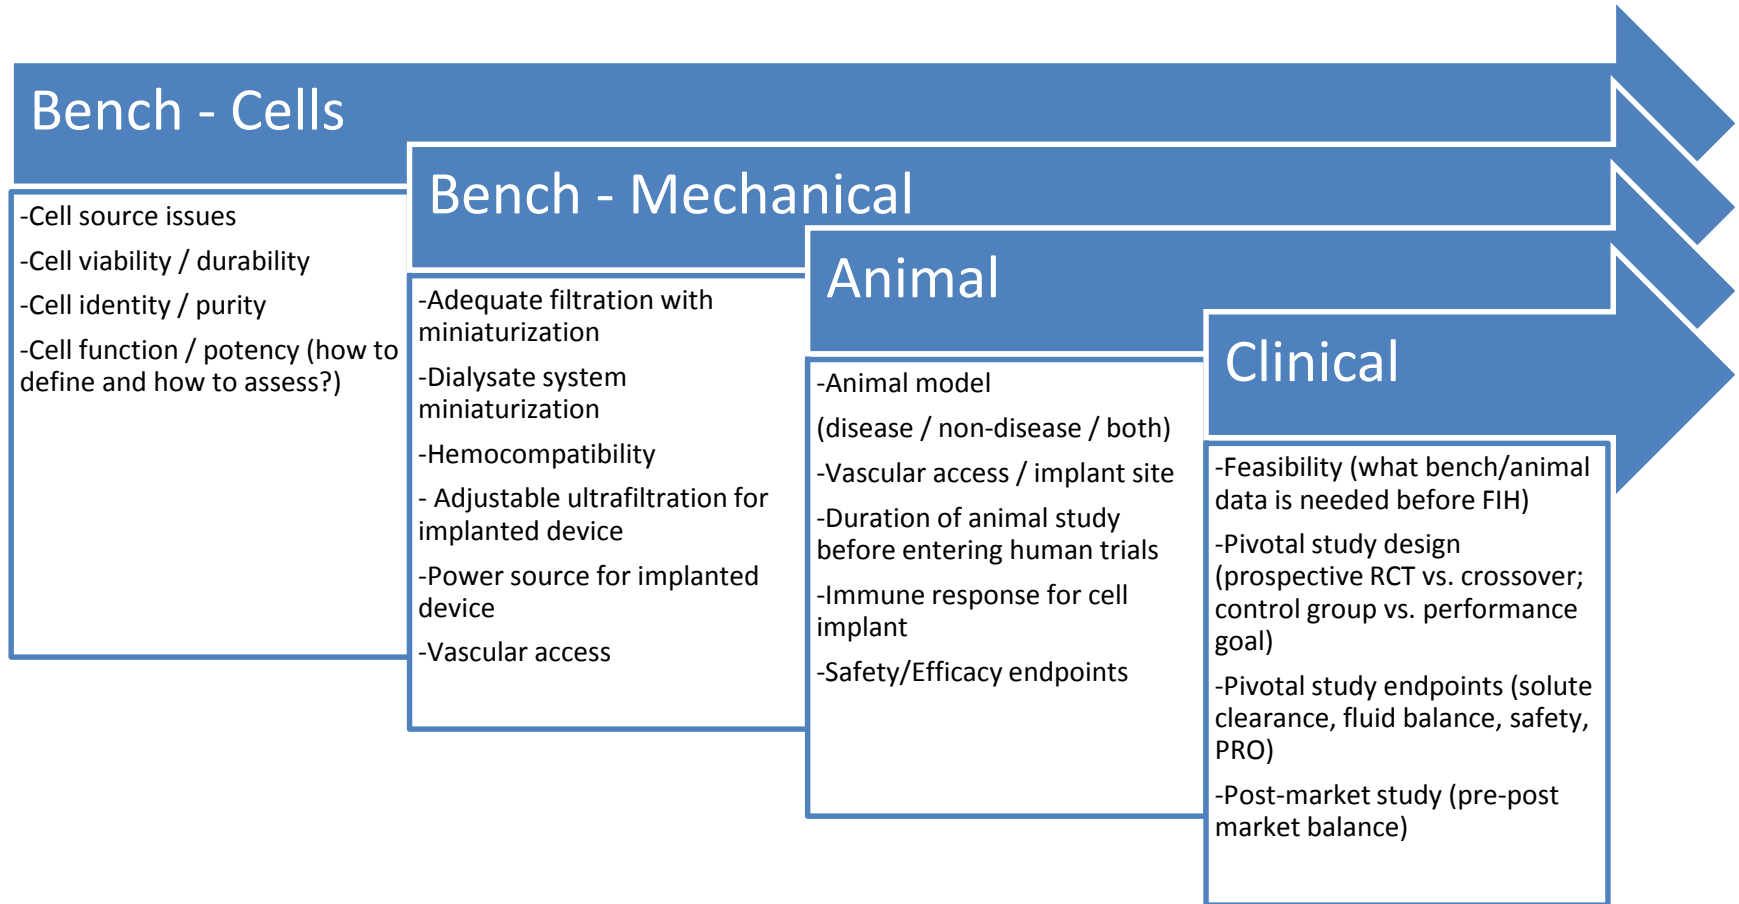 Bench - Cells
-Cell source issues
-Cell viability / durability
-Cell identity / purity
-Cell function / potency (how to
define and how to assess?)
Bench - Mechanical
-Adequate filtration with
miniaturization
-Dialysate system
miniaturization
-Hemocompatibility
- Adjustable ultrafiltration for
implanted device
-Power source for implanted
device
-Vascular access
Animal
-Animal model
(disease / non-disease / both)
-Vascular access / implant site
-Duration of animal study
before entering human trials
-Immune response for cell
implant
-Safety/Efficacy endpoints
Clinical
-Feasibility (what bench/animal
data is needed before FIH)
-Pivotal study design
(prospective RCT vs. crossover;
control group vs. performance
goal)
-Pivotal study endpoints (solute
clearance, fluid balance, safety,
PRO)
-Post-market study (pre-post
market balance)